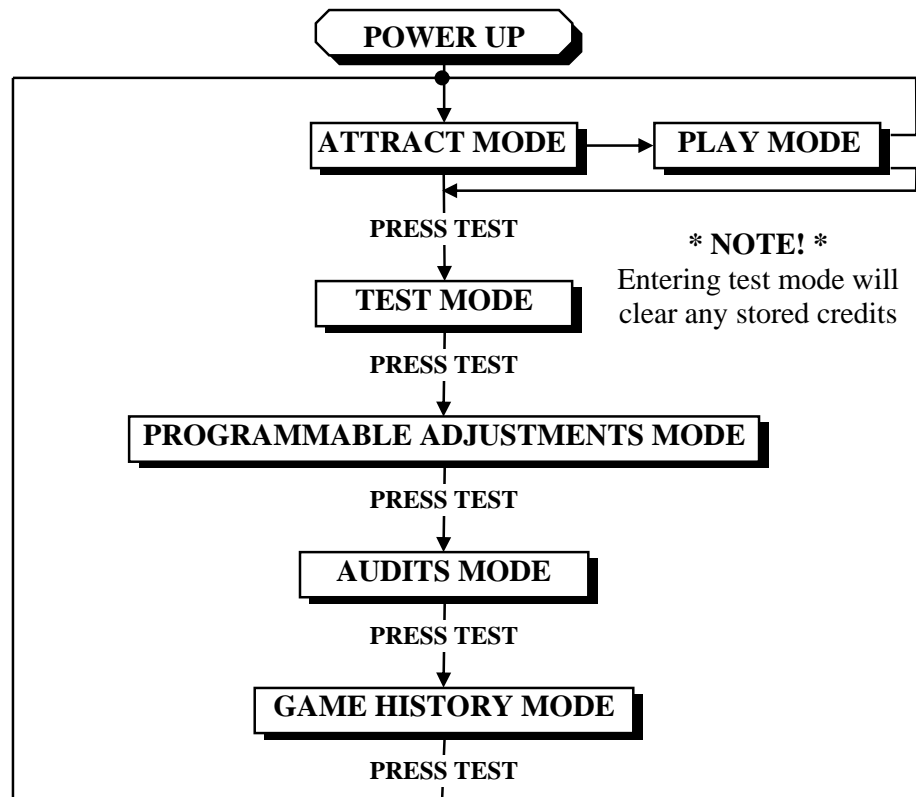 POWER UP
ATTRACT MODE
PLAY MODE
PRESS TEST
* NOTE! *
Entering test mode will
clear any stored credits
TEST MODE
PRESS TEST
PROGRAMMABLE ADJUSTMENTS MODE
PRESS TEST
AUDITS MODE
PRESS TEST
GAME HISTORY MODE
PRESS TEST